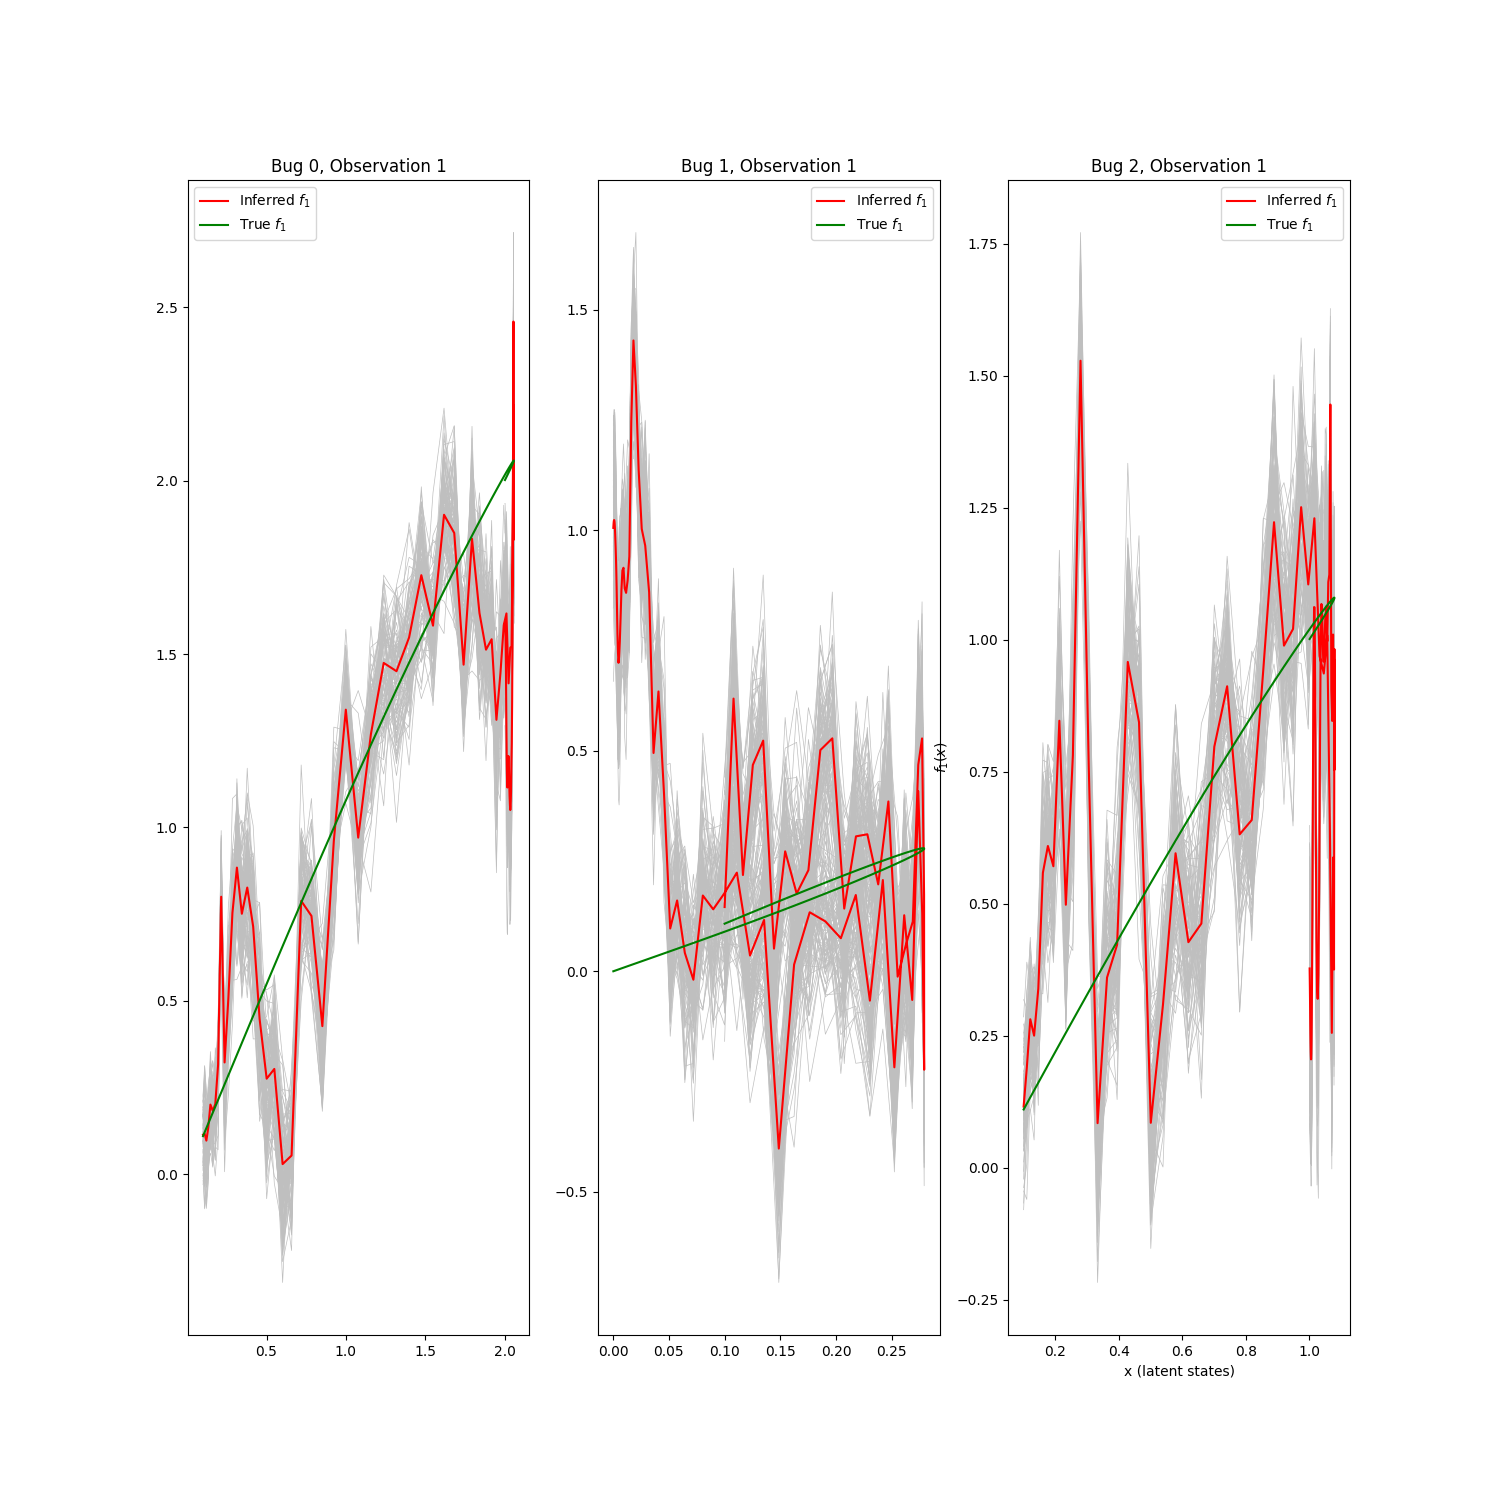 Bug 0, Observation 1
Inferred f₁
True f₁
2.5
2.0
1.5
1.0
0.5
0.0
0.5 1.0 1.5 2.0
Bug 1, Observation 1
Inferred f₁
True f₁
1.5
1.0
0.5
0.0
−0.5
0.00 0.05 0.10 0.15 0.20 0.25
Bug 2, Observation 1
Inferred f₁
True f₁
f₁(x)
1.75
1.50
1.25
1.00
0.75
0.50
0.25
0.00
−0.25
0.2 0.4 0.6 0.8 1.0
x (latent states)